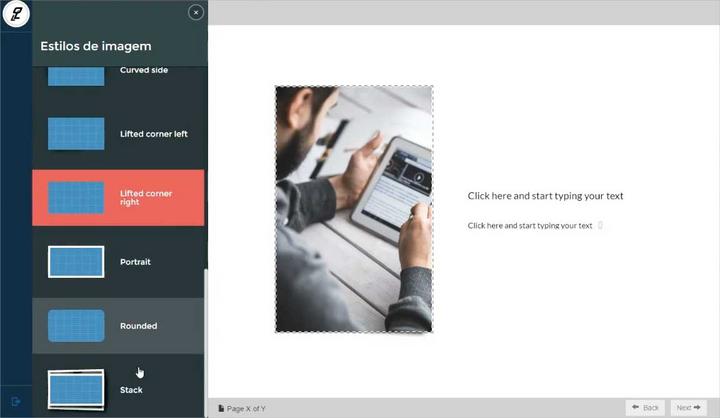 Estilos de imagem
Curved side
Lifted corner left
Lifted corner
right
Portrait
Rounded
Stack
Click here and start typing your text
Click here and start typing your text
Page X of Y
Back
Next